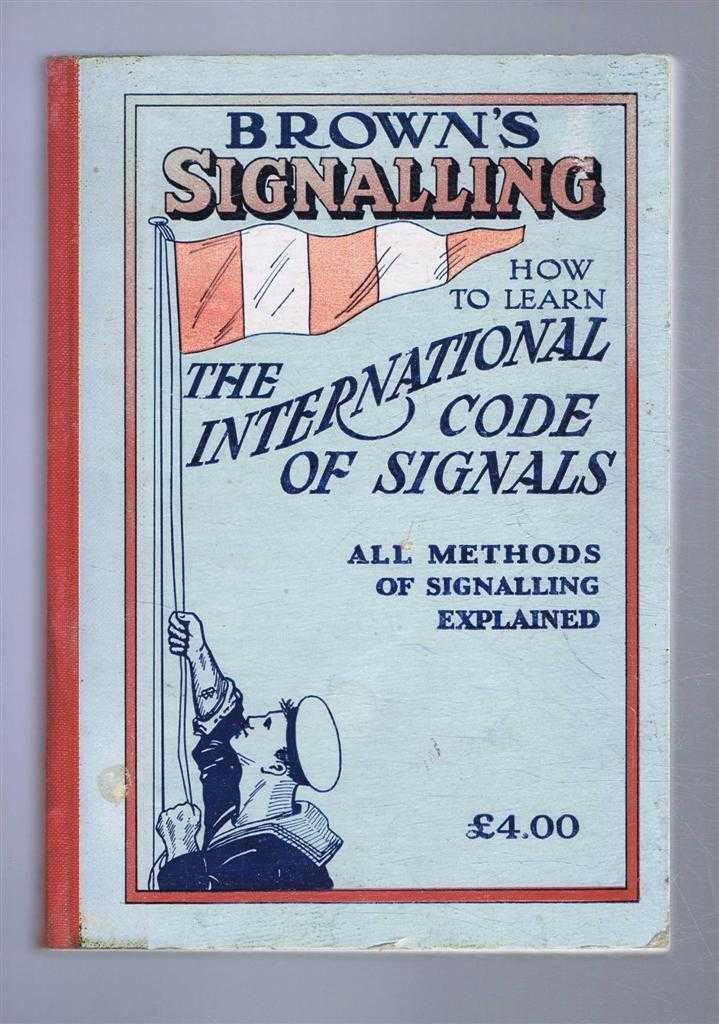 BROWN'S
SIGNALLING
HOW
TO LEARN
THE
INTERNATIONAL
CODE
OF SIGNALS
ALL METHODS
OF SIGNALLING
EXPLAINED
£4.00